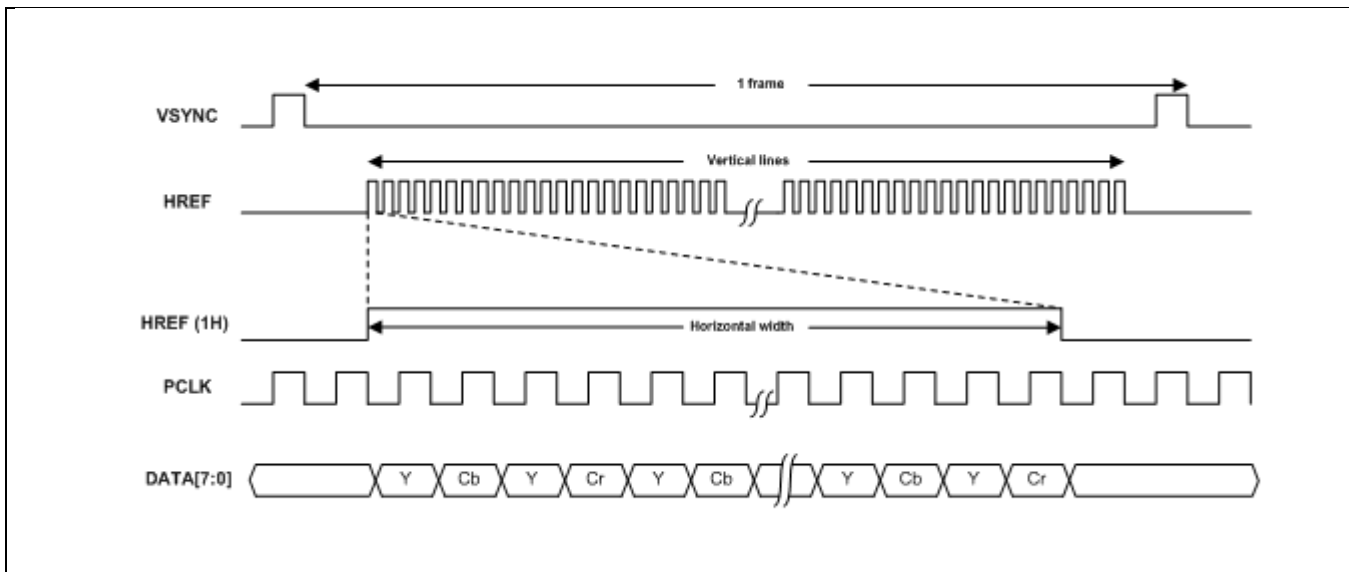 1 frame
VSYNC
Vertical lines
HREF
HREF (1H)
Horizontal width
PCLK
DATA[7:0] Y Cb Y Cr Y Cb Y Cb Y Cr